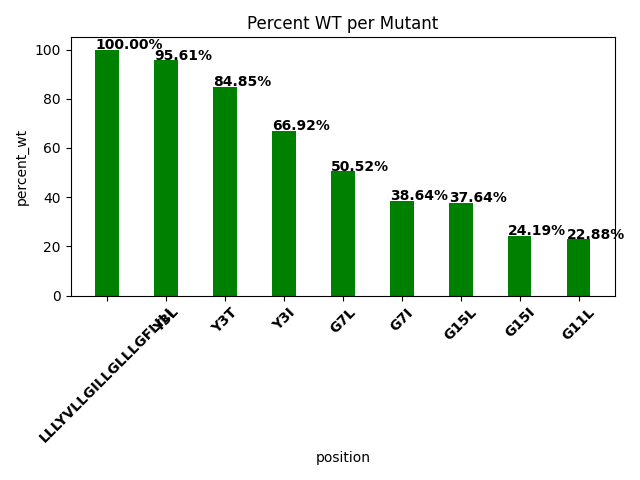 Percent WT per Mutant
percent_wt
100
80
60
40
20
0
100.00%
95.61%
84.85%
66.92%
50.52%
38.64%
37.64%
24.19%
22.88%
Y3L
Y3T
Y3I
G7L
G7I
G15L
G15I
G11L
position